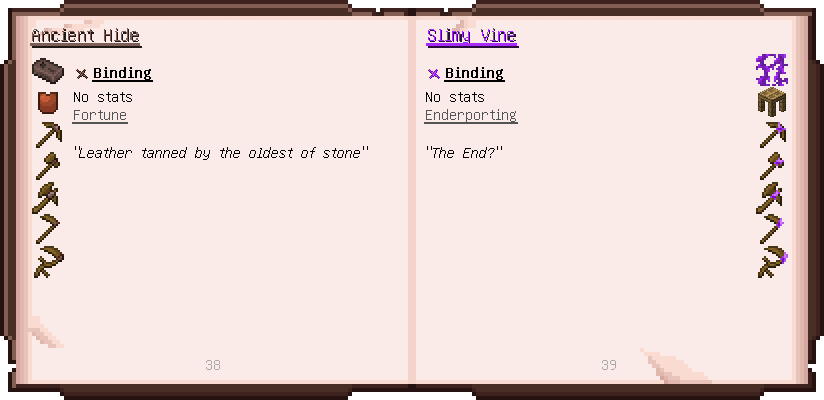 Ancient Hide
Binding
No stats
Fortune
"Leather tanned by the oldest of stone"
38
Slimy Vine
Binding
No stats
Enderporting
"The End?"
39